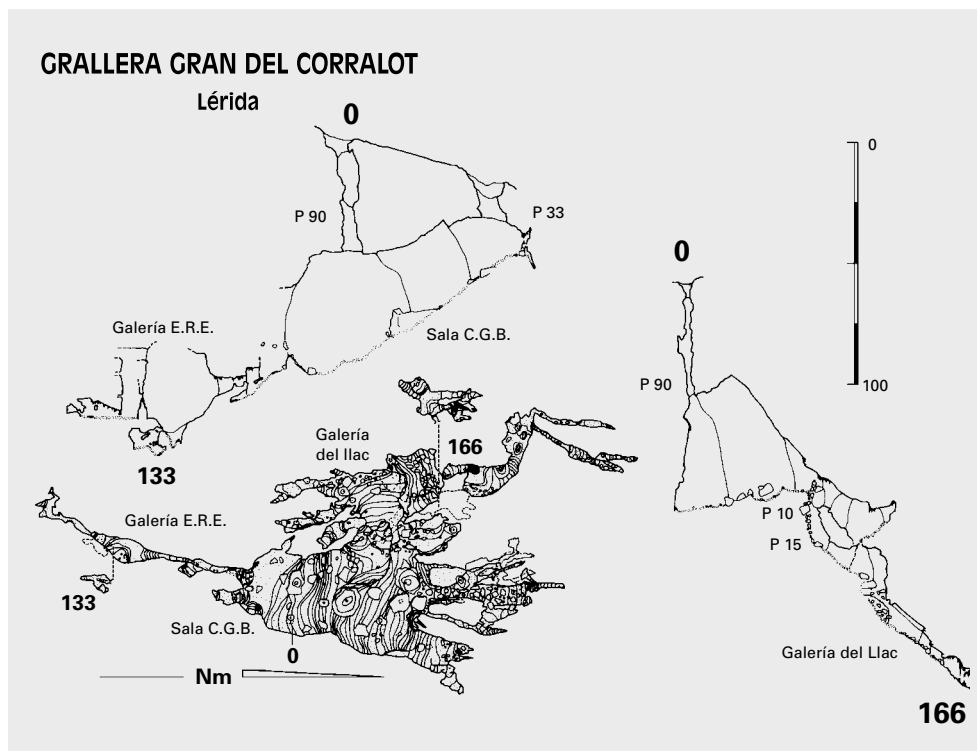 GRALLERA GRAN DEL CORRALOT
Lérida
0
P 90
P 33
Galería E.R.E.
Sala C.G.B.
133
0
100
0
P 90
P 10
P 15
Galería del Llac
166
Galería
del llac
166
Galería E.R.E.
133
Sala C.G.B.
0
Nm